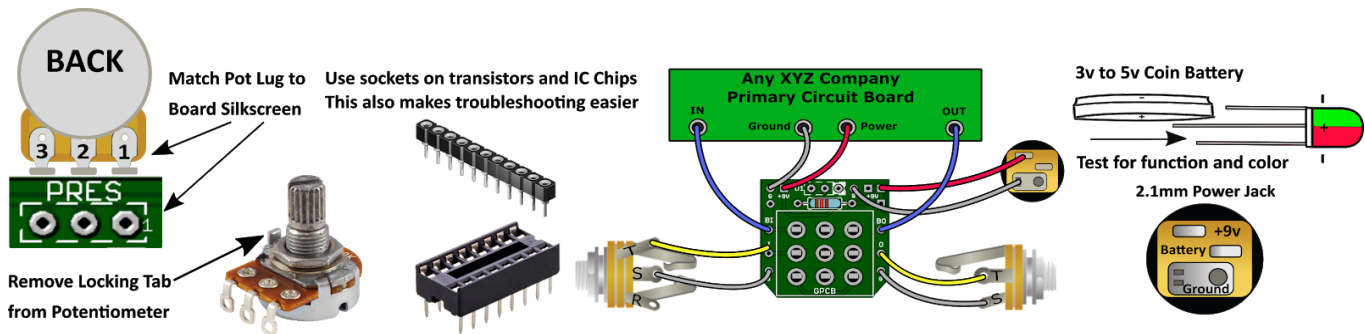 BACK
3 2 1
PRES
1
Match Pot Lug to
Board Silkscreen
Remove Locking Tab
from Potentiometer
Use sockets on transistors and IC Chips
This also makes troubleshooting easier
Any XYZ Company
Primary Circuit Board
IN
OUT
Ground
Power
G +9V
D1
G +9V
BI
BO
I
O
G
G
GPCB
T
S
R
T
S
3v to 5v Coin Battery
-
+
-
+
-
Test for function and color
2.1mm Power Jack
+9v
Battery
Ground